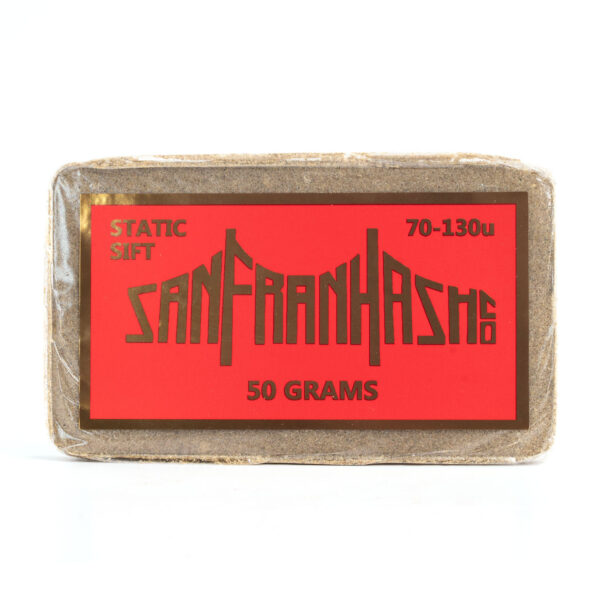 STATIC
SIFT
70-130u
SANFRANHASH CO
50 GRAMS